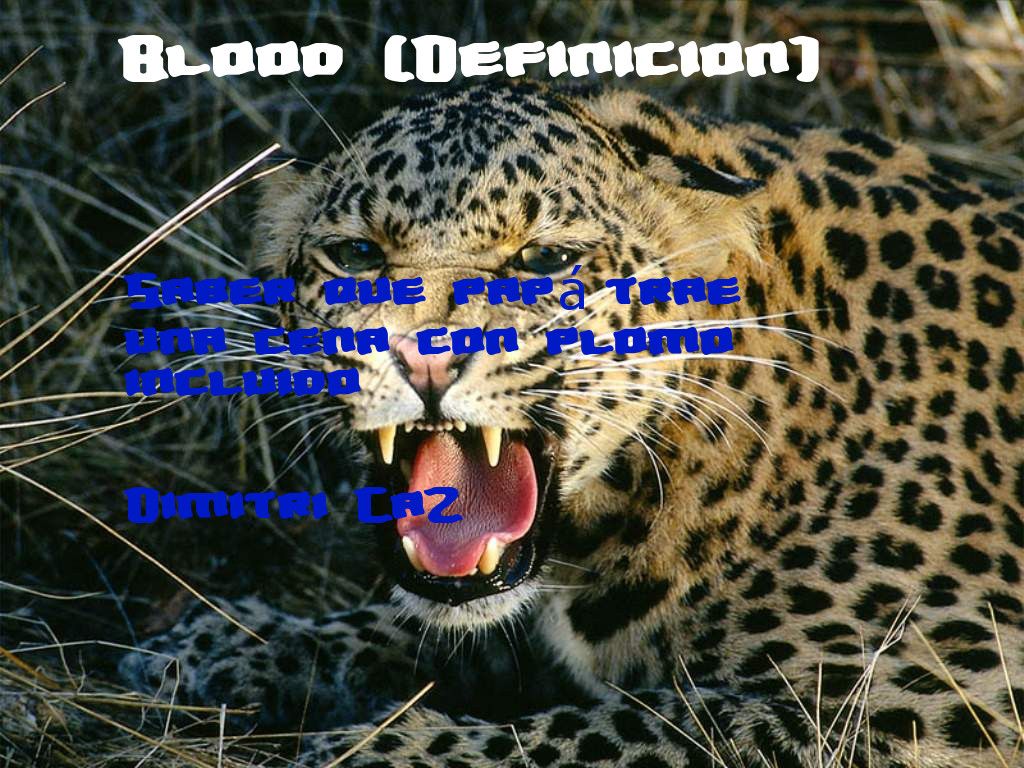 Blood (Definicion)
Saber que papá trae
una cena con plomo
incluido
Dimitri Caz